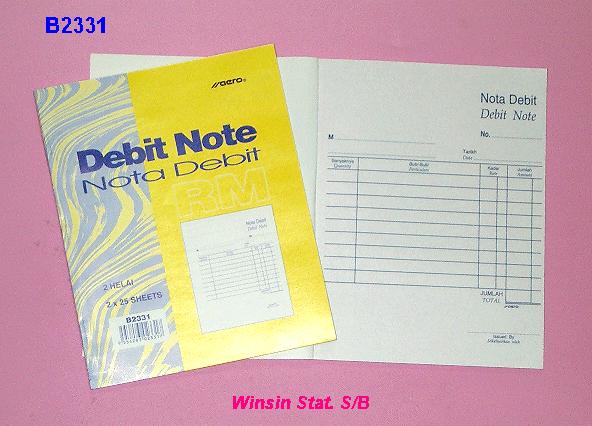 B2331
aero
Debit Note
Nota Debit
RM
Nota Debit
Debit Note
2 HELAI
2 x 25 SHEETS
B2331
Nota Debit
Debit Note
No.
M
Tarikh
Date
Banyaknya Butir-Butir Kadar Jumlah
Quantity Particulars Rate Amount
JUMLAH
TOTAL
Issued By
Dikeluarkan oleh
Winsin Stat. S/B